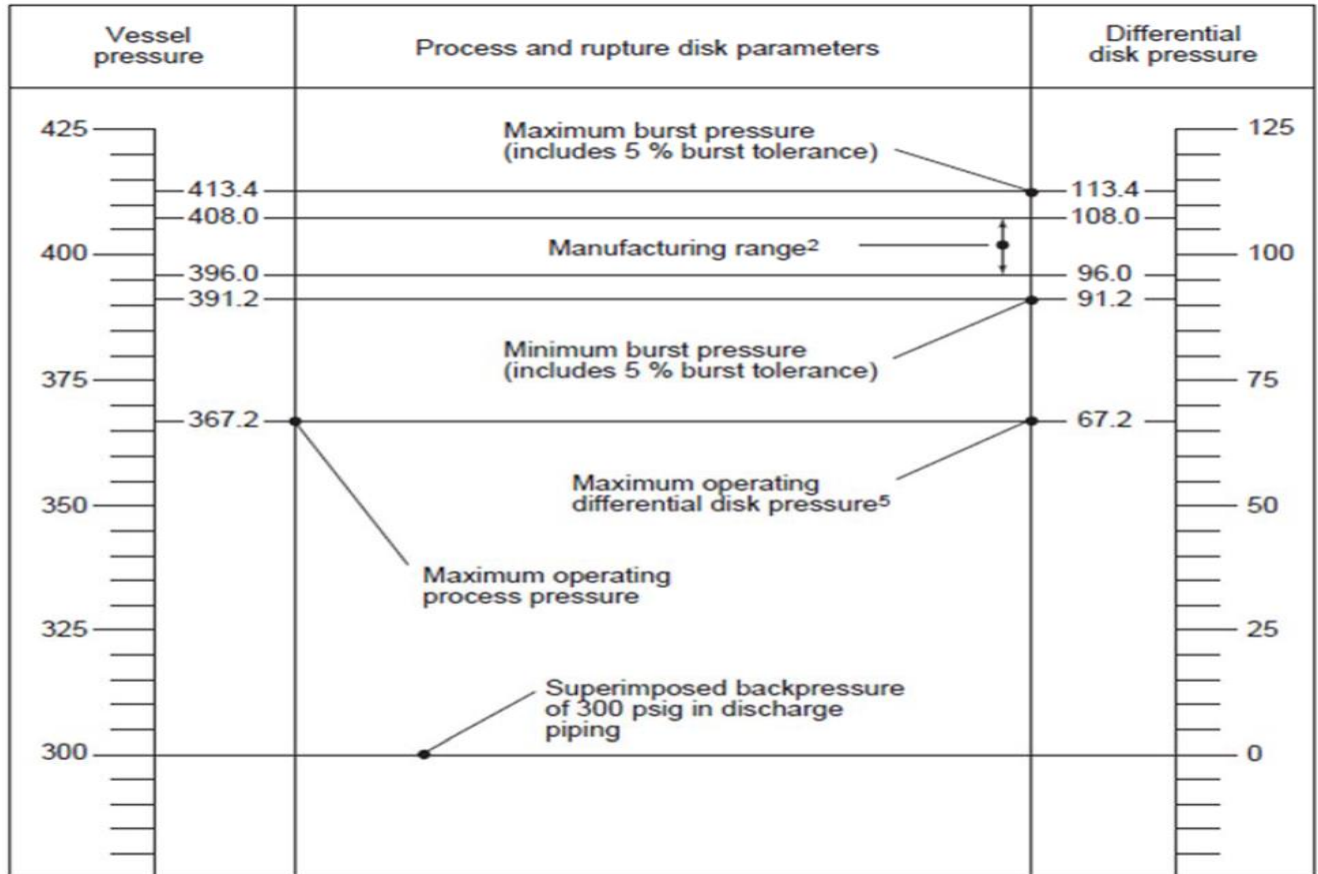 Vessel
pressure
Process and rupture disk parameters
Differential
disk pressure
425
Maximum burst pressure
(includes 5 % burst tolerance)
125
413.4
113.4
408.0
108.0
400
Manufacturing range²
100
396.0
96.0
391.2
91.2
Minimum burst pressure
(includes 5 % burst tolerance)
375
75
367.2
67.2
Maximum operating
differential disk pressure⁵
350
50
Maximum operating
process pressure
325
25
Superimposed backpressure
of 300 psig in discharge
piping
300
0